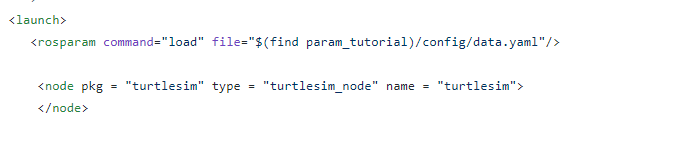 <launch>
<rosparam command="load" file="$(find param_tutorial)/config/data.yaml"/>
<node pkg = "turtlesim" type = "turtlesim_node" name = "turtlesim">
</node>